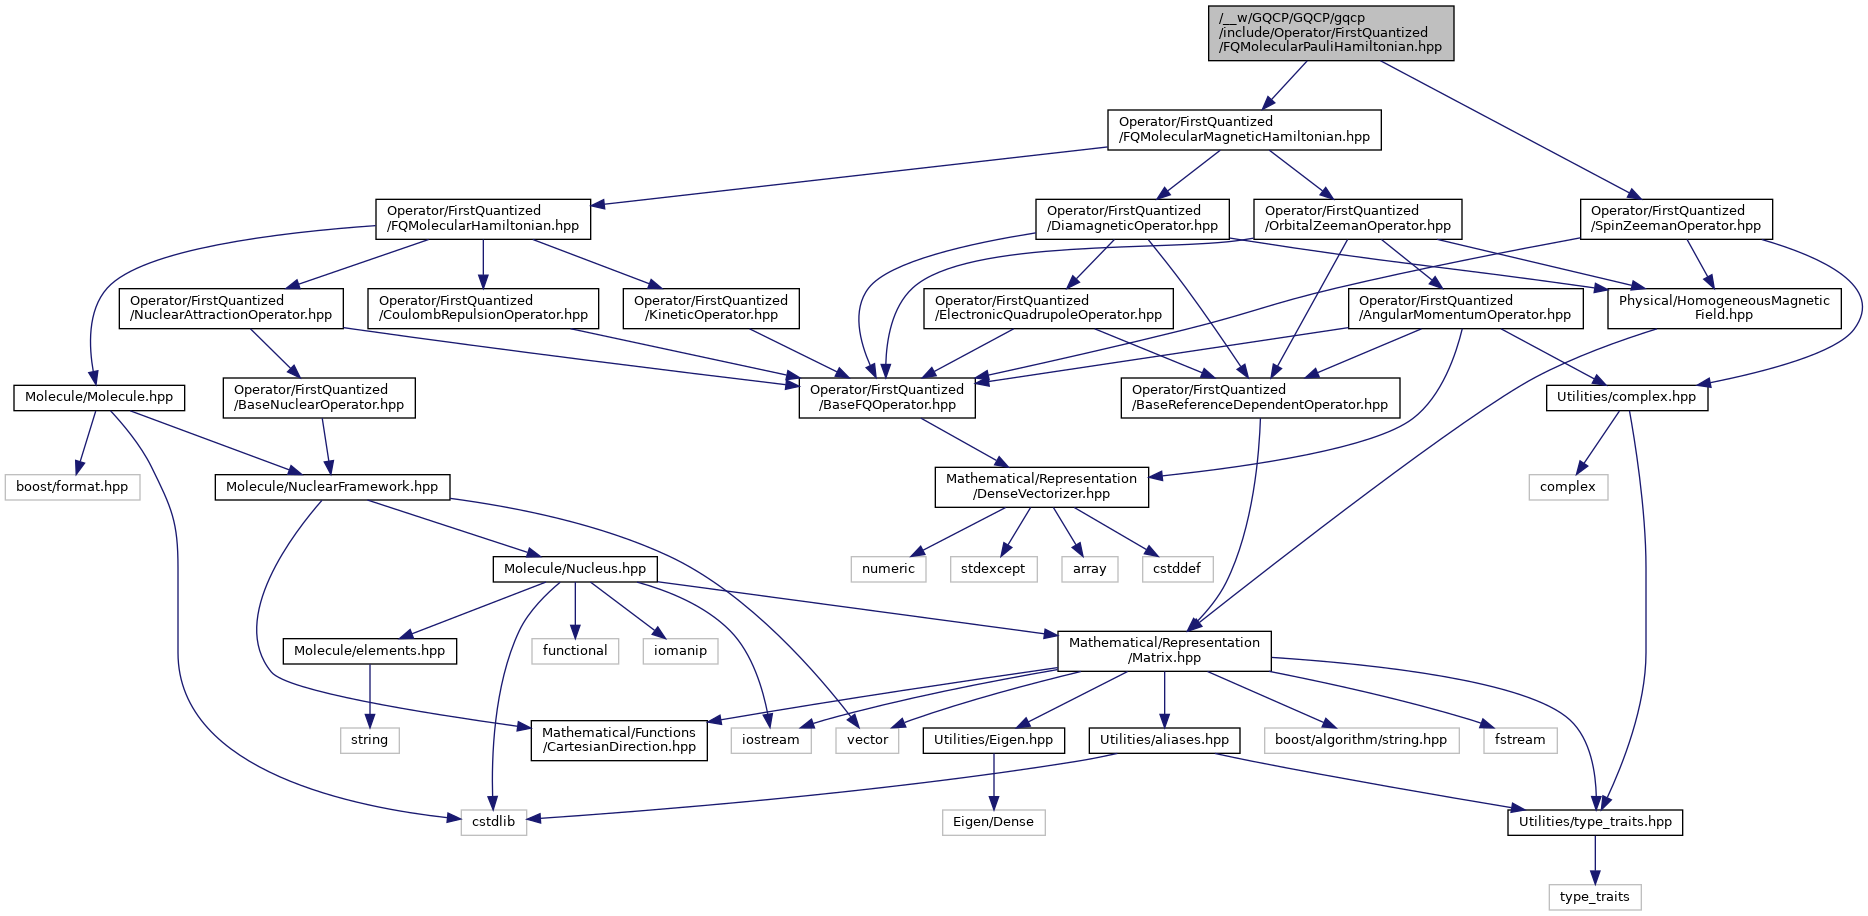 /__w/GQCP/GQCP/gqcp
/include/Operator/FirstQuantized
/FQMolecularPauliHamiltonian.hpp
Operator/FirstQuantized
/FQMolecularMagneticHamiltonian.hpp
Operator/FirstQuantized
/FQMolecularHamiltonian.hpp
Operator/FirstQuantized
/DiamagneticOperator.hpp
Operator/FirstQuantized
/OrbitalZeemanOperator.hpp
Operator/FirstQuantized
/SpinZeemanOperator.hpp
Operator/FirstQuantized
/NuclearAttractionOperator.hpp
Operator/FirstQuantized
/CoulombRepulsionOperator.hpp
Operator/FirstQuantized
/KineticOperator.hpp
Operator/FirstQuantized
/ElectronicQuadrupoleOperator.hpp
Operator/FirstQuantized
/AngularMomentumOperator.hpp
Physical/HomogeneousMagnetic
Field.hpp
Molecule/Molecule.hpp
Operator/FirstQuantized
/BaseNuclearOperator.hpp
Operator/FirstQuantized
/BaseFQOperator.hpp
Operator/FirstQuantized
/BaseReferenceDependentOperator.hpp
Utilities/complex.hpp
boost/format.hpp
Molecule/NuclearFramework.hpp
Mathematical/Representation
/DenseVectorizer.hpp
complex
Molecule/Nucleus.hpp
numeric
stdexcept
array
cstddef
Molecule/elements.hpp
functional
iomanip
Mathematical/Representation
/Matrix.hpp
string
Mathematical/Functions
/CartesianDirection.hpp
iostream
vector
Utilities/Eigen.hpp
Utilities/aliases.hpp
boost/algorithm/string.hpp
fstream
cstdlib
Eigen/Dense
Utilities/type_traits.hpp
type_traits